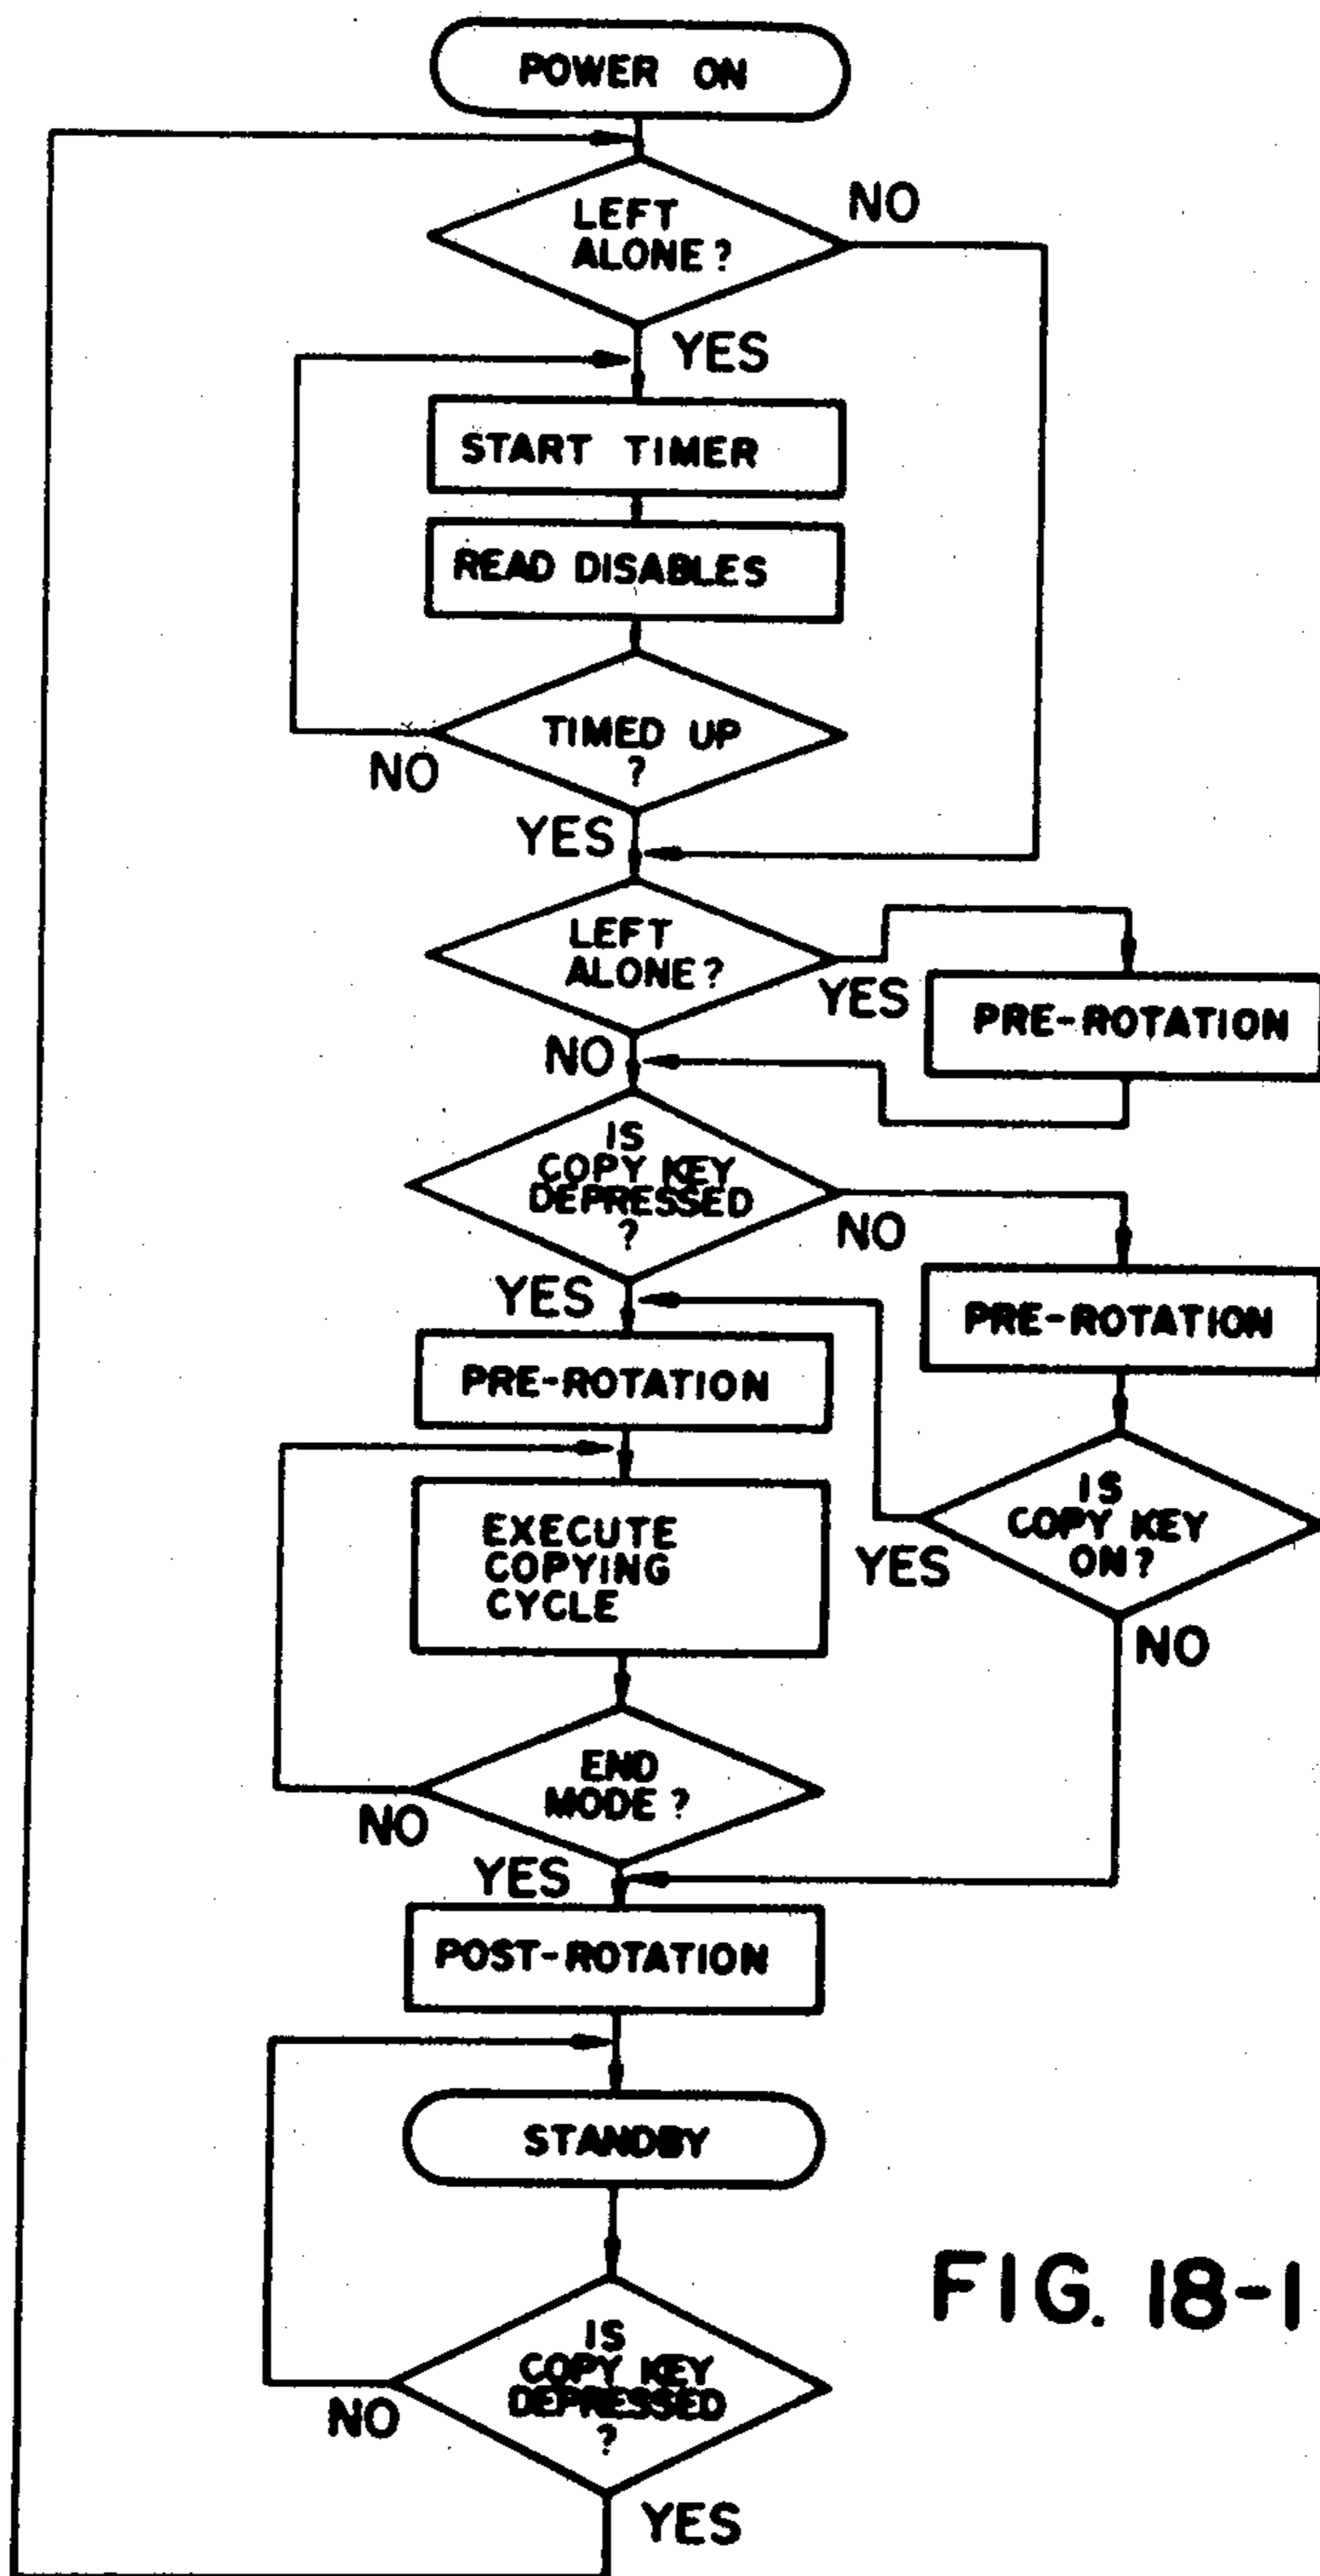 POWER ON
LEFT
ALONE?
NO
YES
START TIMER
READ DISABLES
TIMED UP
?
NO
YES
LEFT
ALONE?
YES
PRE-ROTATION
NO
IS
COPY KEY
DEPRESSED
?
NO
YES
PRE-ROTATION
PRE-ROTATION
IS
COPY KEY
ON?
YES
NO
EXECUTE
COPYING
CYCLE
END
MODE?
NO
YES
POST-ROTATION
STANDBY
IS
COPY KEY
DEPRESSED
?
NO
YES
FIG. 18-1